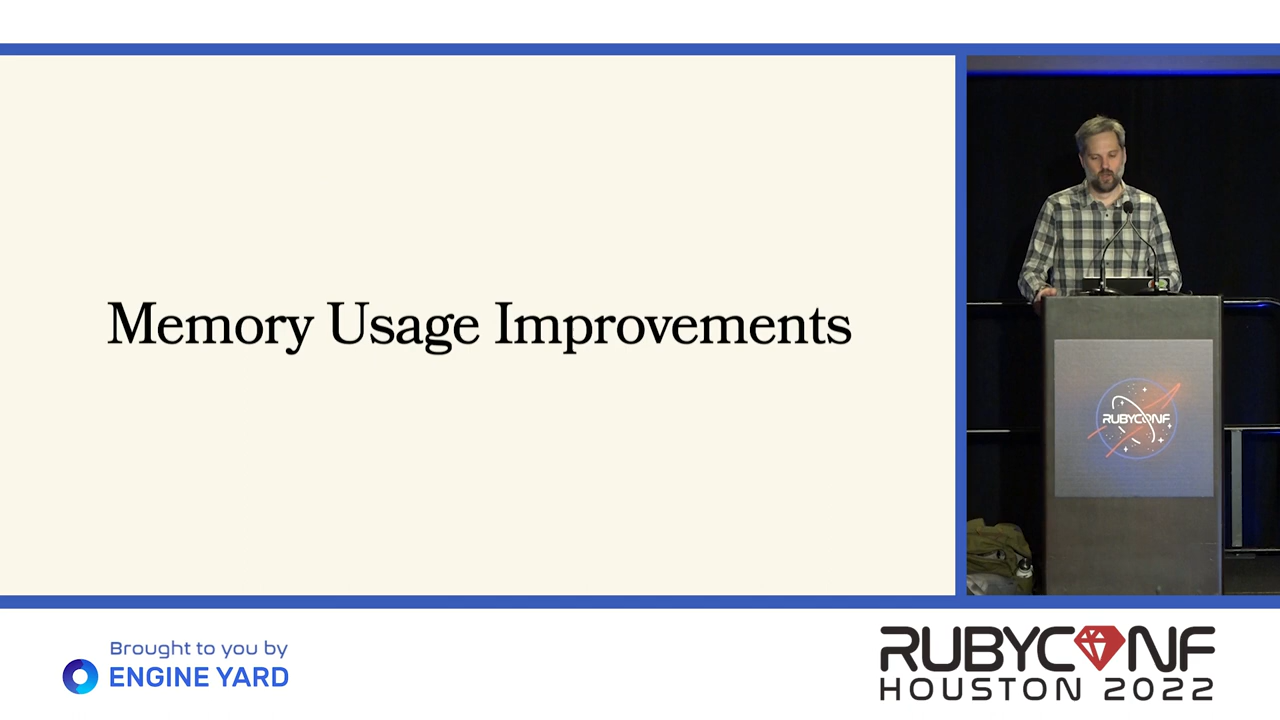 Memory Usage Improvements
RUBYCONF
Brought to you by
ENGINE YARD
RUBYCONF
HOUSTON 2022